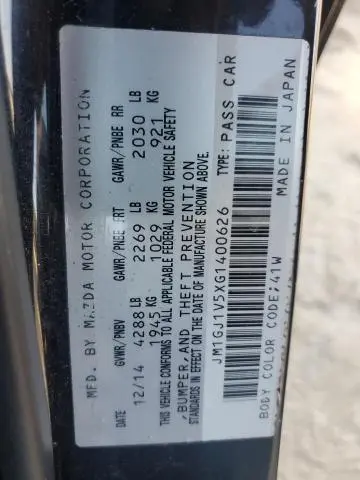 MFD. BY MAZDA MOTOR CORPORATION
DATE GVWR/PNBV GAWR/PNBE FRT GAWR/PNBE RR
12/14 4288 LB 2269 LB 2030 LB
1945 KG 1029 KG 921 KG
THIS VEHICLE CONFORMS TO ALL APPLICABLE FEDERAL MOTOR VEHICLE SAFETY
,BUMPER,AND THEFT PREVENTION
STANDARDS IN EFFECT ON THE DATE OF MANUFACTURE SHOWN ABOVE.
JM1GJ1V5XG1400626 TYPE: PASS CAR
BODY COLOR CODE;41W MADE IN JAPAN